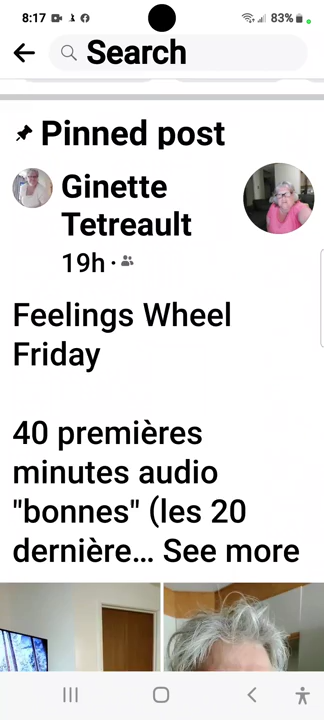 8:17 83%
Search
Pinned post
Ginette
Tetreault
19h ·
Feelings Wheel
Friday
40 premières
minutes audio
"bonnes" (les 20
dernière... See more